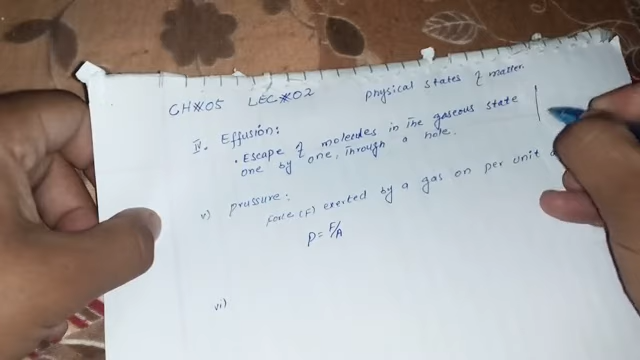 CH#05 LEC#02 Physical states of matter.
IV. Effusion:
• Escape of molecules in the gaseous state
one by one, through a hole.
v) pressure:
Force (F) exerted by a gas on per unit
P = F/A
vi)